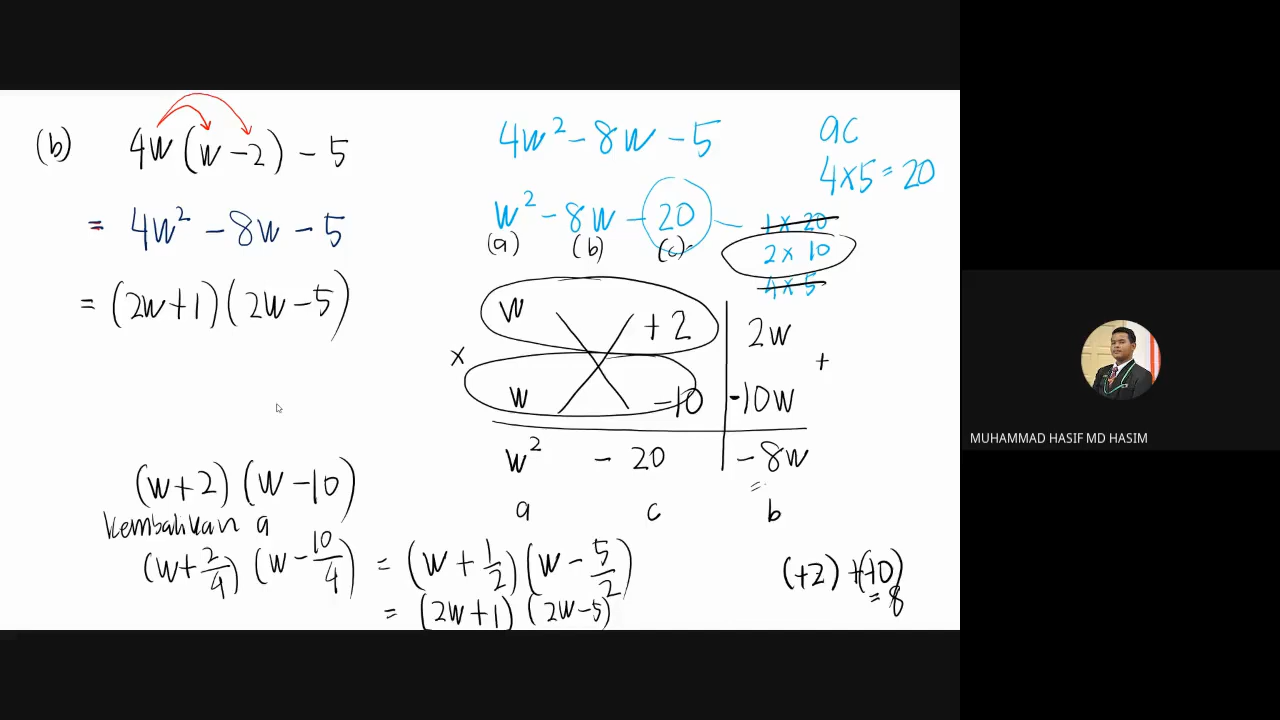 (b) 4w(w-2) - 5
= 4w² - 8w - 5
= (2w+1)(2w-5)
4w² - 8w - 5
w² - 8w - 20
(a) (b) (c)
ac
4x5=20
1 x 20
2 x 10
4 x 5
w +2 2w
x +
w -10 -10w
w² - 20 -8w
=
a c b
(w+2)(w-10)
kembalikan a
(w+2/4)(w-10/4) = (w+1/2)(w-5/2)
= (2w+1)(2w-5)
(+2)+(-10)
= 8
MUHAMMAD HASIF MD HASIM